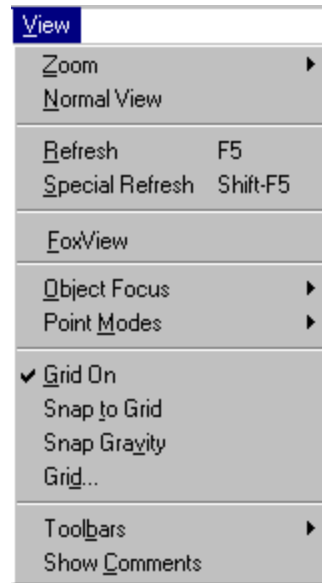 View
Zoom
Normal View
Refresh F5
Special Refresh Shift-F5
FoxView
Object Focus
Point Modes
Grid On
Snap to Grid
Snap Gravity
Grid...
Toolbars
Show Comments